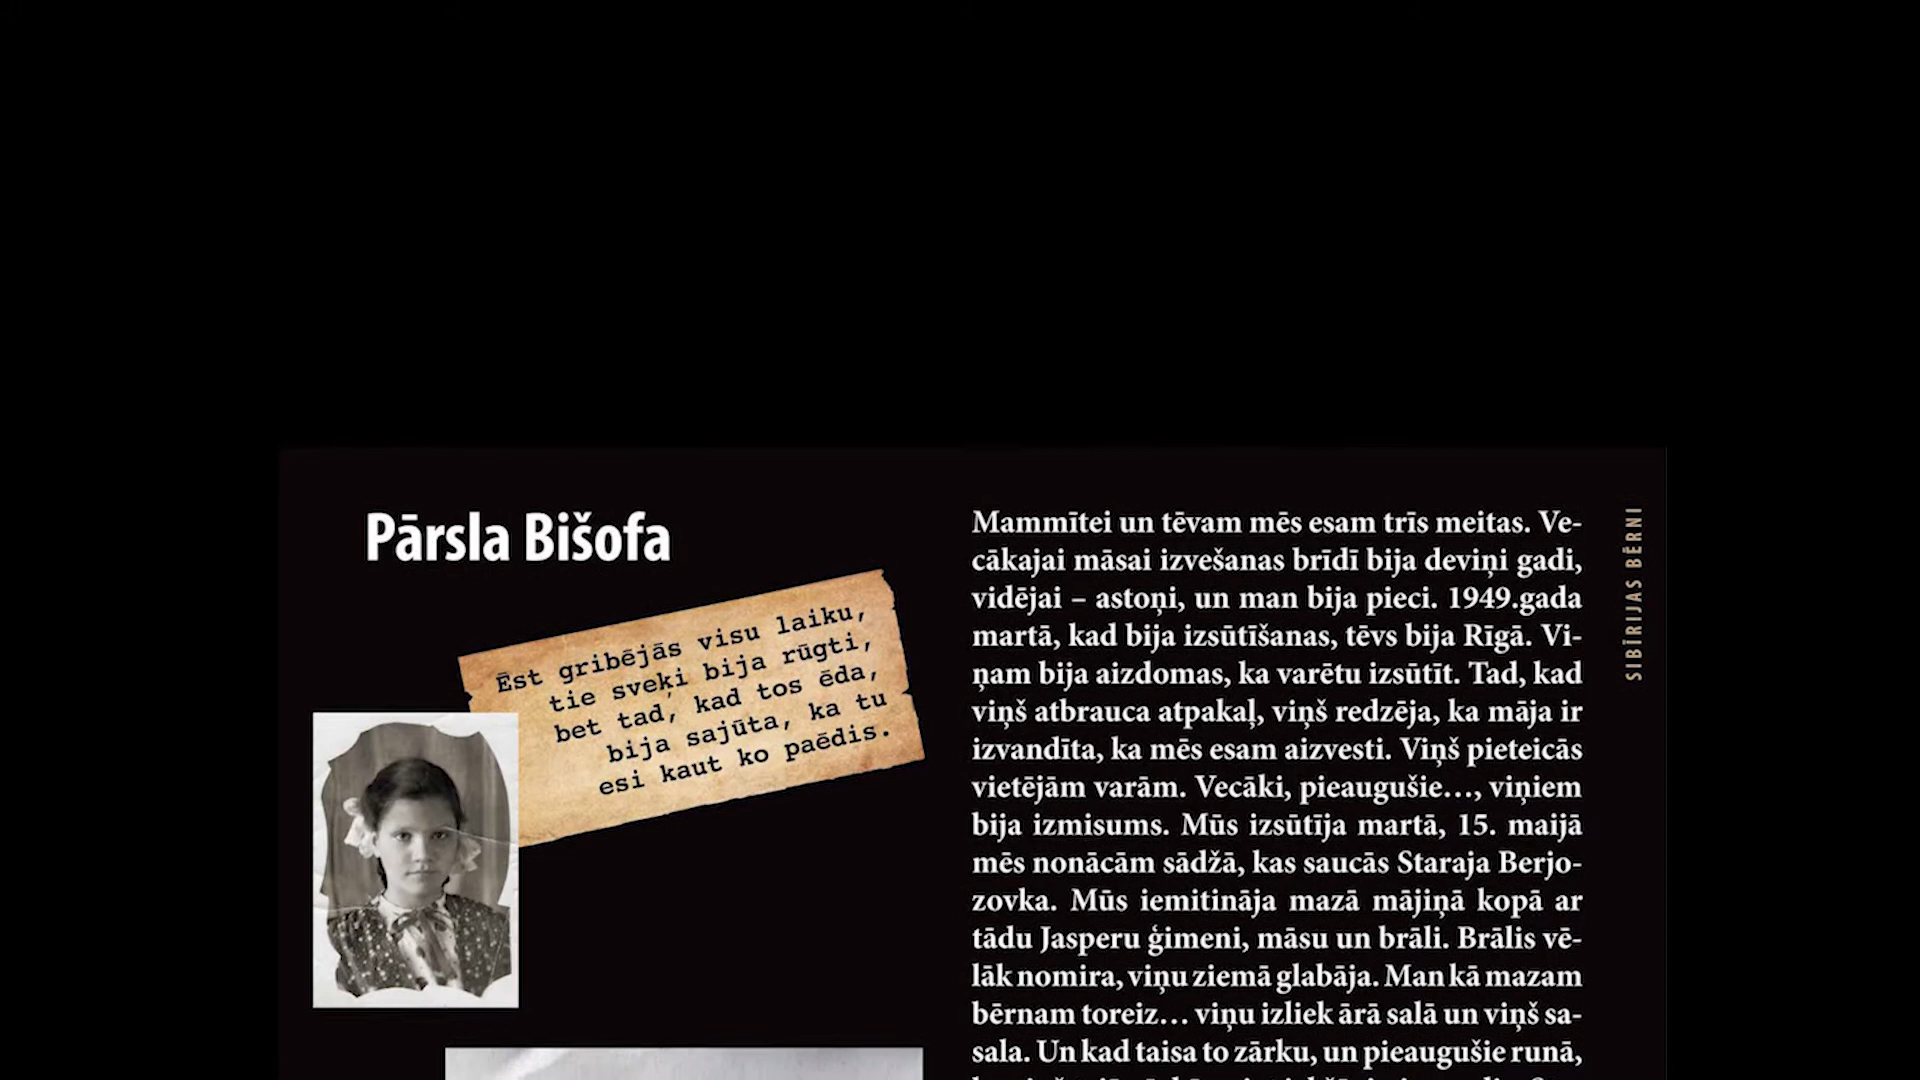 Pārsla Bišofa
Ēst gribējās visu laiku,
tie sveķi bija rūgti,
bet tad, kad tos ēda,
bija sajūta, ka tu
esi kaut ko paēdis.
Mammītei un tēvam mēs esam trīs meitas. Ve-
cākajai māsai izvešanas brīdī bija deviņi gadi,
vidējai – astoņi, un man bija pieci. 1949.gada
martā, kad bija izsūtīšanas, tēvs bija Rīgā. Vi-
ņam bija aizdomas, ka varētu izsūtīt. Tad, kad
viņš atbrauca atpakaļ, viņš redzēja, ka māja ir
izvandīta, ka mēs esam aizvesti. Viņš pieteicās
vietējām varām. Vecāki, pieaugušie…, viņiem
bija izmisums. Mūs izsūtīja martā, 15. maijā
mēs nonācām sādžā, kas saucās Staraja Berjo-
zovka. Mūs iemitināja mazā mājiņā kopā ar
tādu Jasperu ģimeni, māsu un brāli. Brālis vē-
lāk nomira, viņu ziemā glabāja. Man kā mazam
bērnam toreiz… viņu izliek ārā salā un viņš sa-
sala. Un kad taisa to zārku, un pieaugušie runā,
SIBĪRIJAS BĒRNI